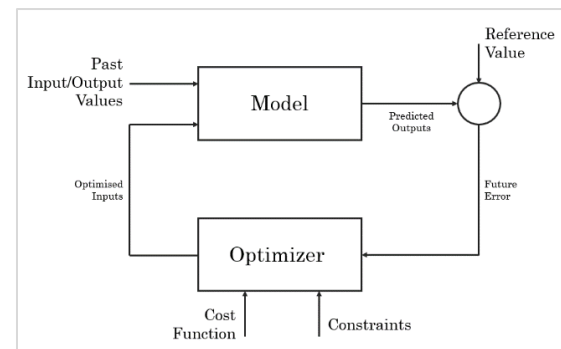 Reference
Value
Past
Input/Output
Values
Model
Predicted
Outputs
Optimised
Inputs
Future
Error
Optimizer
Cost
Function
Constraints